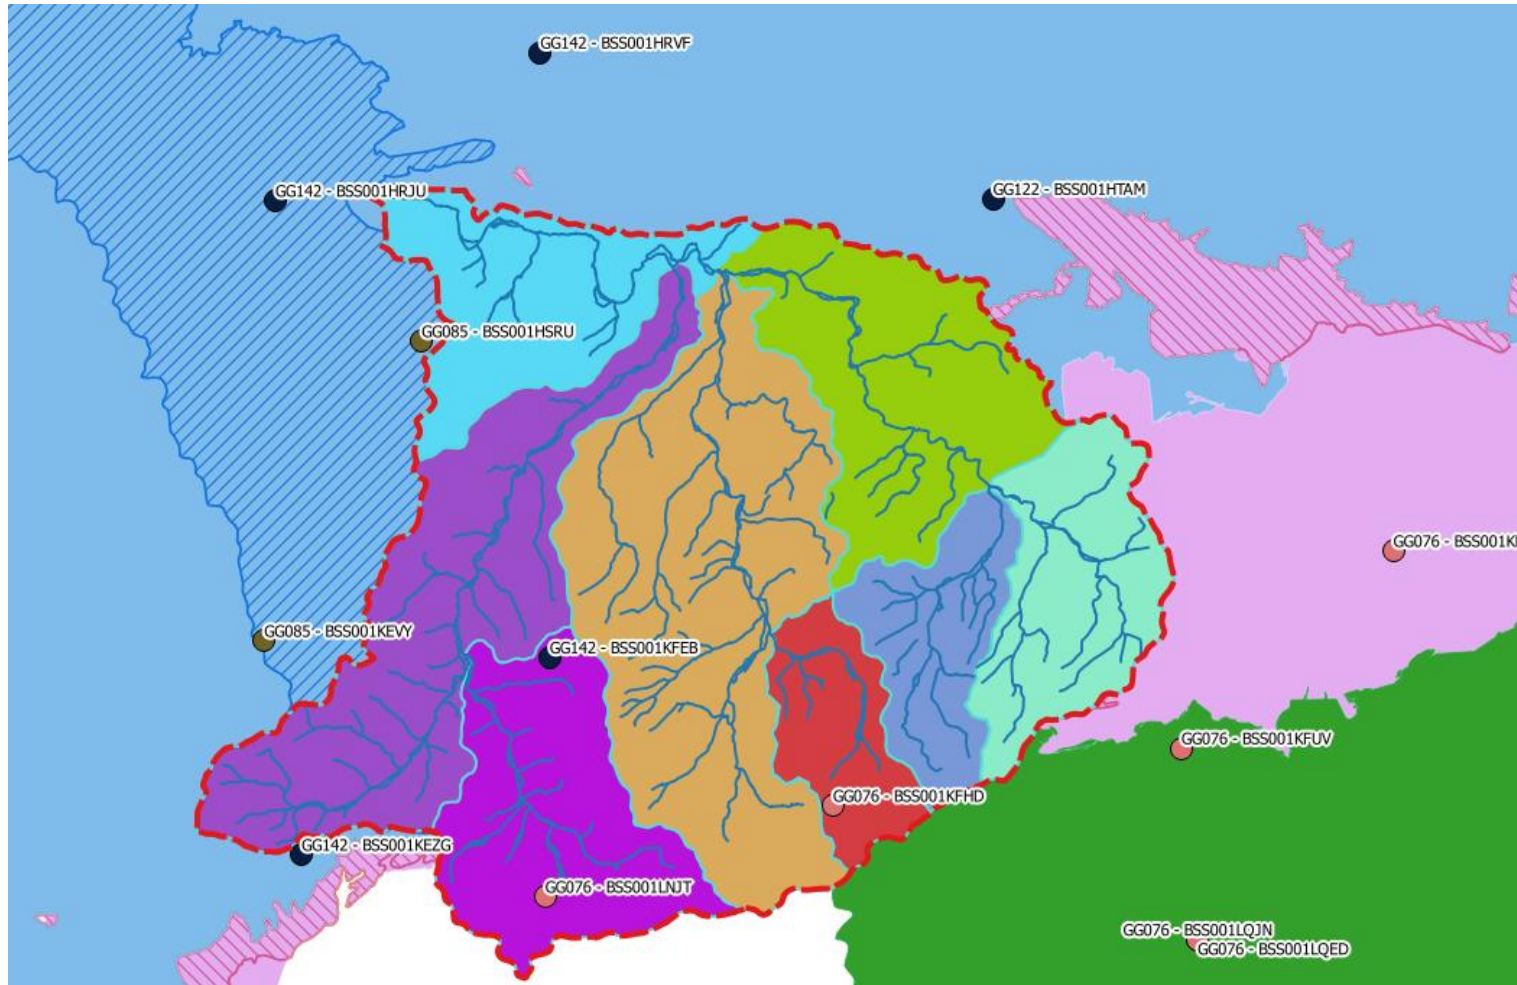 GG142 - BSS001HRVF
GG142 - BSS001HRJU
GG122 - BSS001HTAM
GG085 - BSS001HSRU
GG076 - BSS001K
GG085 - BSS001KEVY
GG142 - BSS001KFEB
GG076 - BSS001KFUV
GG076 - BSS001KFHD
GG142 - BSS001KEZG
GG076 - BSS001LNJT
GG076 - BSS001LQJN
GG076 - BSS001LQED